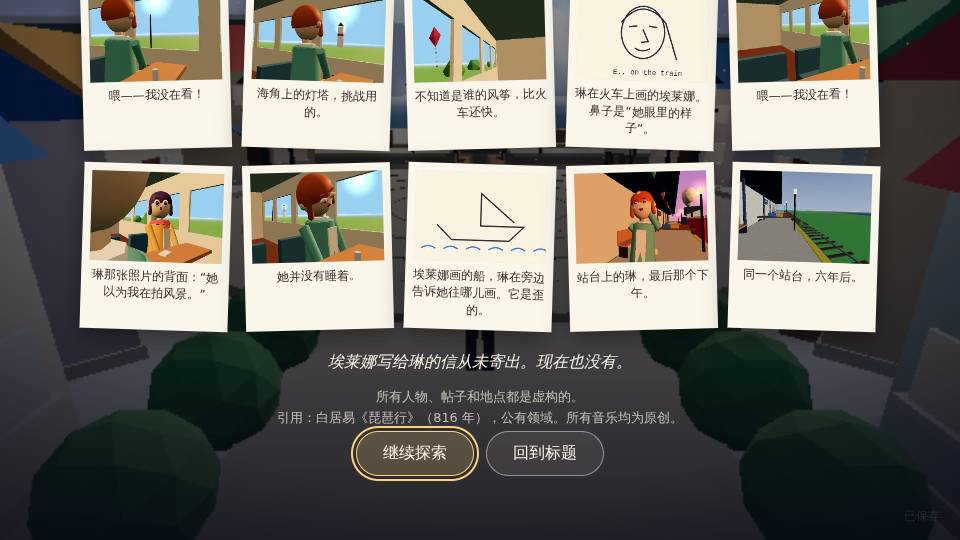 E., on the train
喂——我没在看！
海角上的灯塔，挑战用
的。
不知道是谁的风筝，比火
车还快。
琳在火车上画的埃莱娜。
鼻子是“她眼里的样
子”。
喂——我没在看！
琳那张照片的背面：“她
以为我在拍风景。”
她并没有睡着。
埃莱娜画的船，琳在旁边
告诉她往哪儿画。它是歪
的。
站台上的琳，最后那个下
午。
同一个站台，六年后。
埃莱娜写给琳的信从未寄出。现在也没有。
所有人物、帖子和地点都是虚构的。
引用：白居易《琵琶行》（816 年），公有领域。所有音乐均为原创。
继续探索
回到标题
已保存